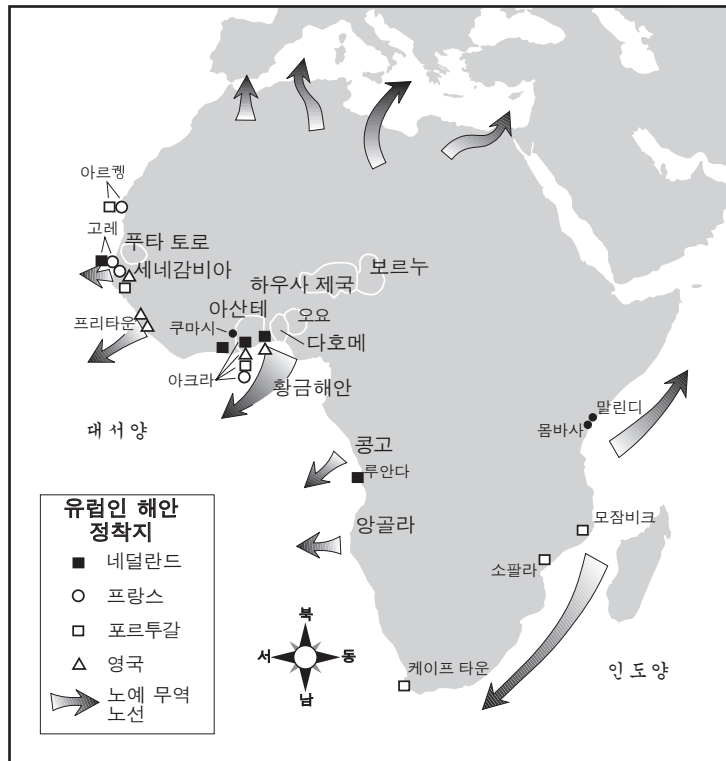 아르켕
고레
푸타 토로
세네감비아
보르누
하우사 제국
아산테
오요
프리타운
쿠마시
다호메
아크라
황금해안
대서양
말린디
몸바사
콩고
루안다
앙골라
모잠비크
소팔라
유럽인 해안
정착지
네덜란드
프랑스
포르투갈
영국
노예 무역
노선
북
서
동
남
케이프 타운
인도양